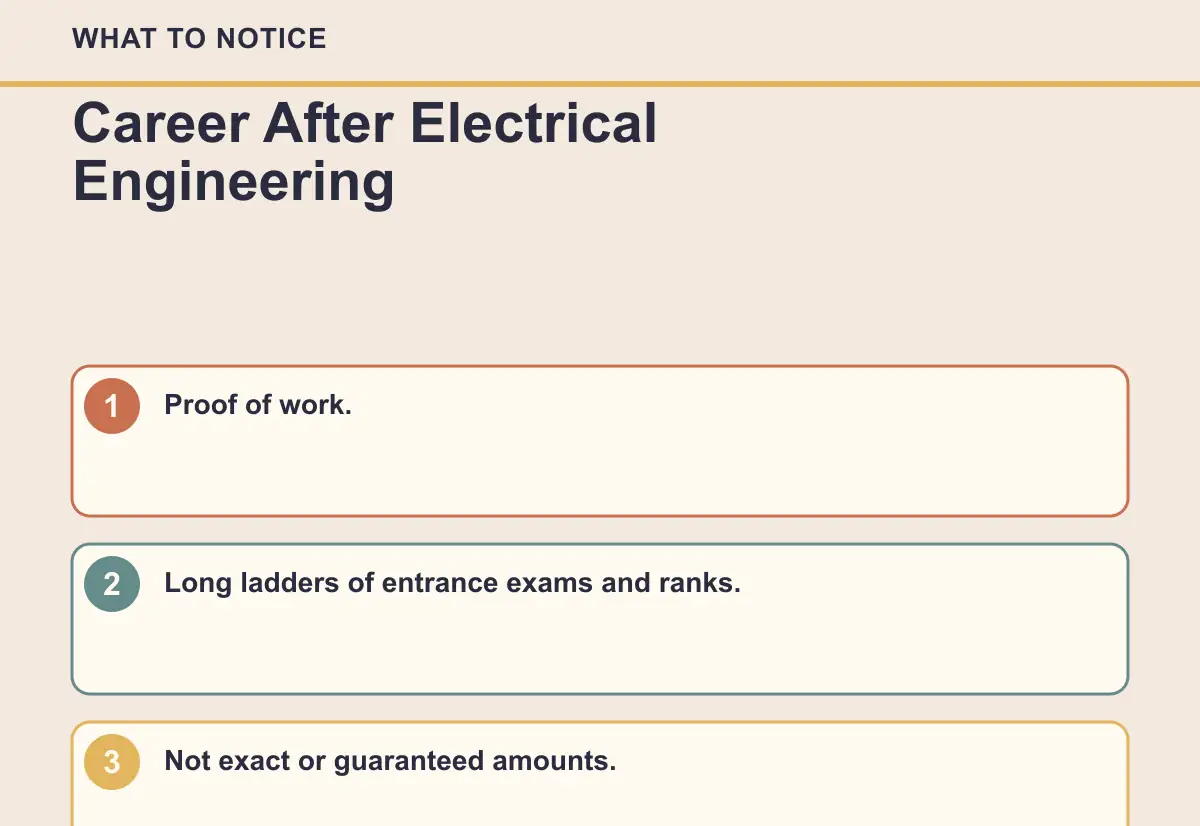 WHAT TO NOTICE
Career After Electrical
Engineering
1 Proof of work.
2 Long ladders of entrance exams and ranks.
3 Not exact or guaranteed amounts.